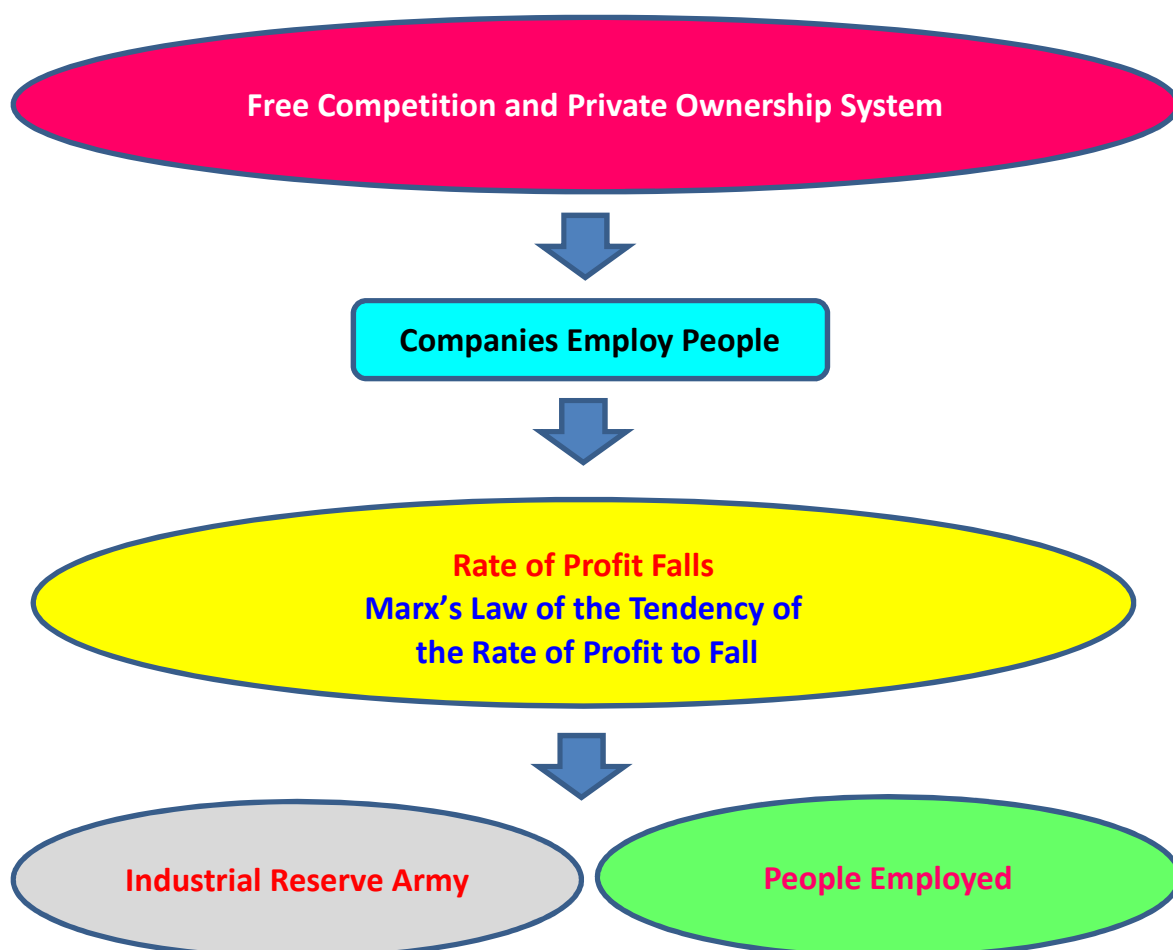 Free Competition and Private Ownership System
Companies Employ People
Rate of Profit Falls
Marx’s Law of the Tendency of
the Rate of Profit to Fall
Industrial Reserve Army
People Employed